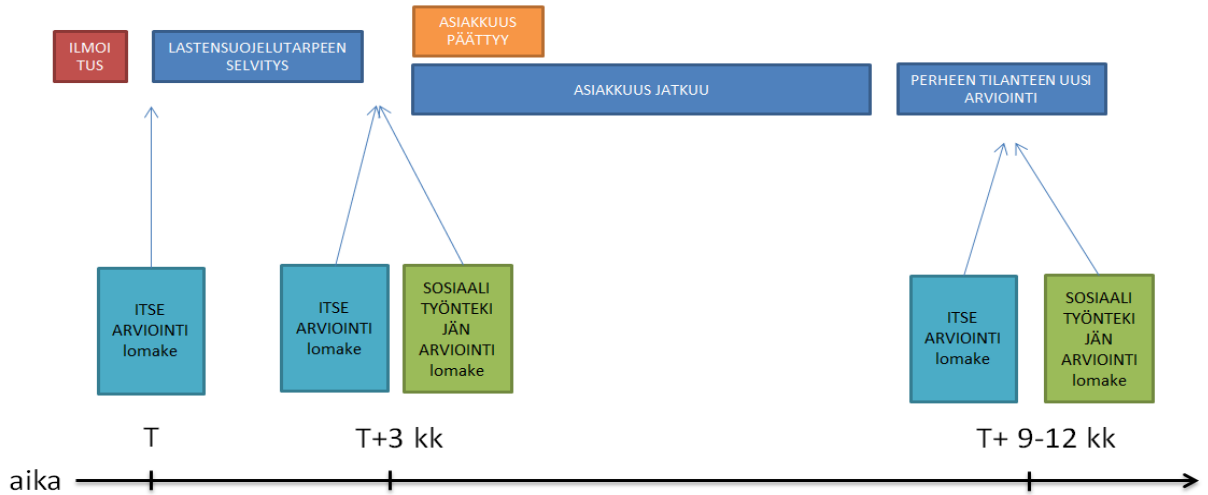 ILMOI
TUS
LASTENSUOJELUTARPEEN
SELVITYS
ASIAKKUUS
PÄÄTTYY
ASIAKKUUS JATKUU
PERHEEN TILANTEEN UUSI
ARVIOINTI
ITSE
ARVIOINTI
lomake
ITSE
ARVIOINTI
lomake
SOSIAALI
TYÖNTEKI
JÄN
ARVIOINTI
lomake
ITSE
ARVIOINTI
lomake
SOSIAALI
TYÖNTEKI
JÄN
ARVIOINTI
lomake
T
T+3 kk
T+ 9-12 kk
aika